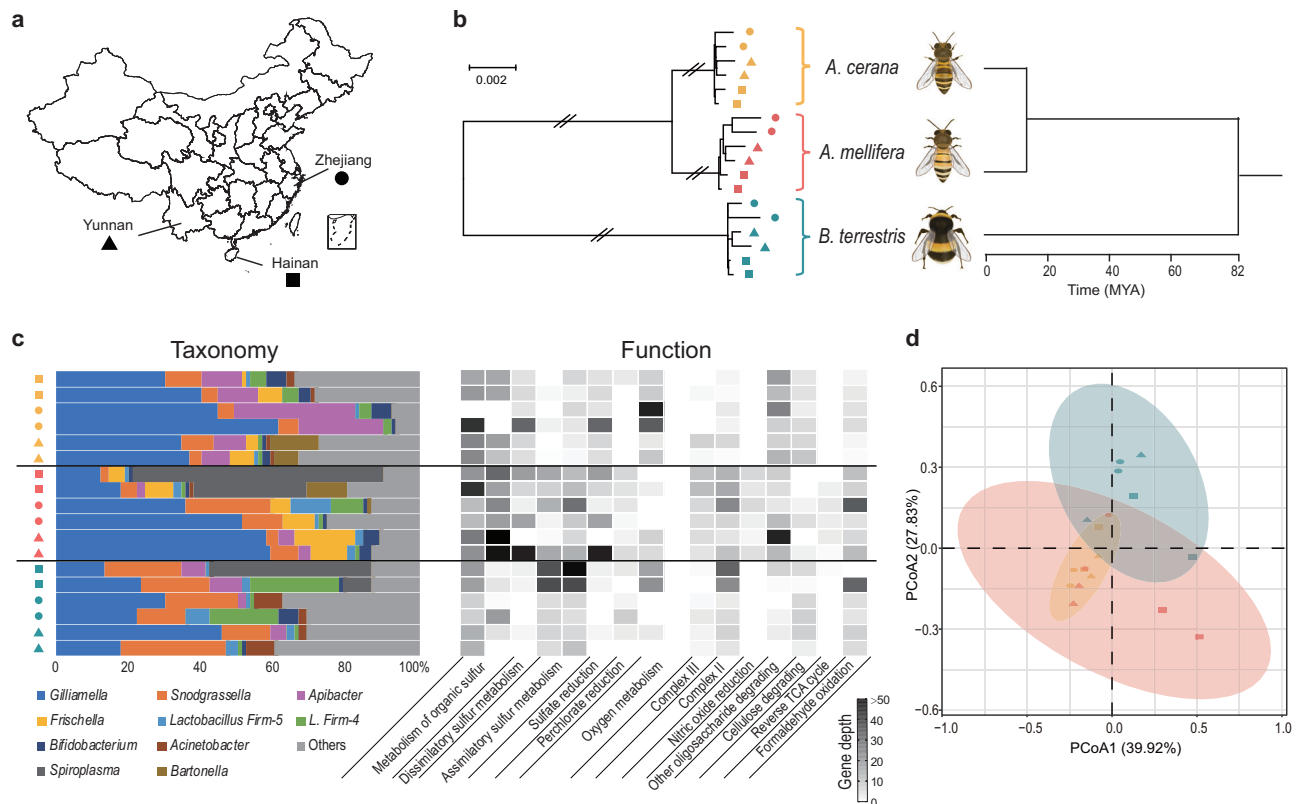 a
Zhejiang
Yunnan
Hainan
b
0.002
A. cerana
A. mellifera
B. terrestris
0 20 40 60 82
Time (MYA)
c
Taxonomy
Function
0 20 40 60 80 100%
Gilliamella
Snodgrassella
Apibacter
Frischella
Lactobacillus Firm-5
L. Firm-4
Bifidobacterium
Acinetobacter
Others
Spiroplasma
Bartonella
Metabolism of organic sulfur
Dissimilatory sulfur metabolism
Assimilatory sulfur metabolism
Sulfate reduction
Perchlorate reduction
Oxygen metabolism
Complex III
Complex II
Nitric oxide reduction
Other oligosaccharide degrading
Cellulose degrading
Reverse TCA cycle
Formaldehyde oxidation
Gene depth
>50
40
30
20
10
0
d
0.6
0.3
0.0
−0.3
−0.6
PCoA2 (27.83%)
−1.0 −0.5 0.0 0.5 1.0
PCoA1 (39.92%)